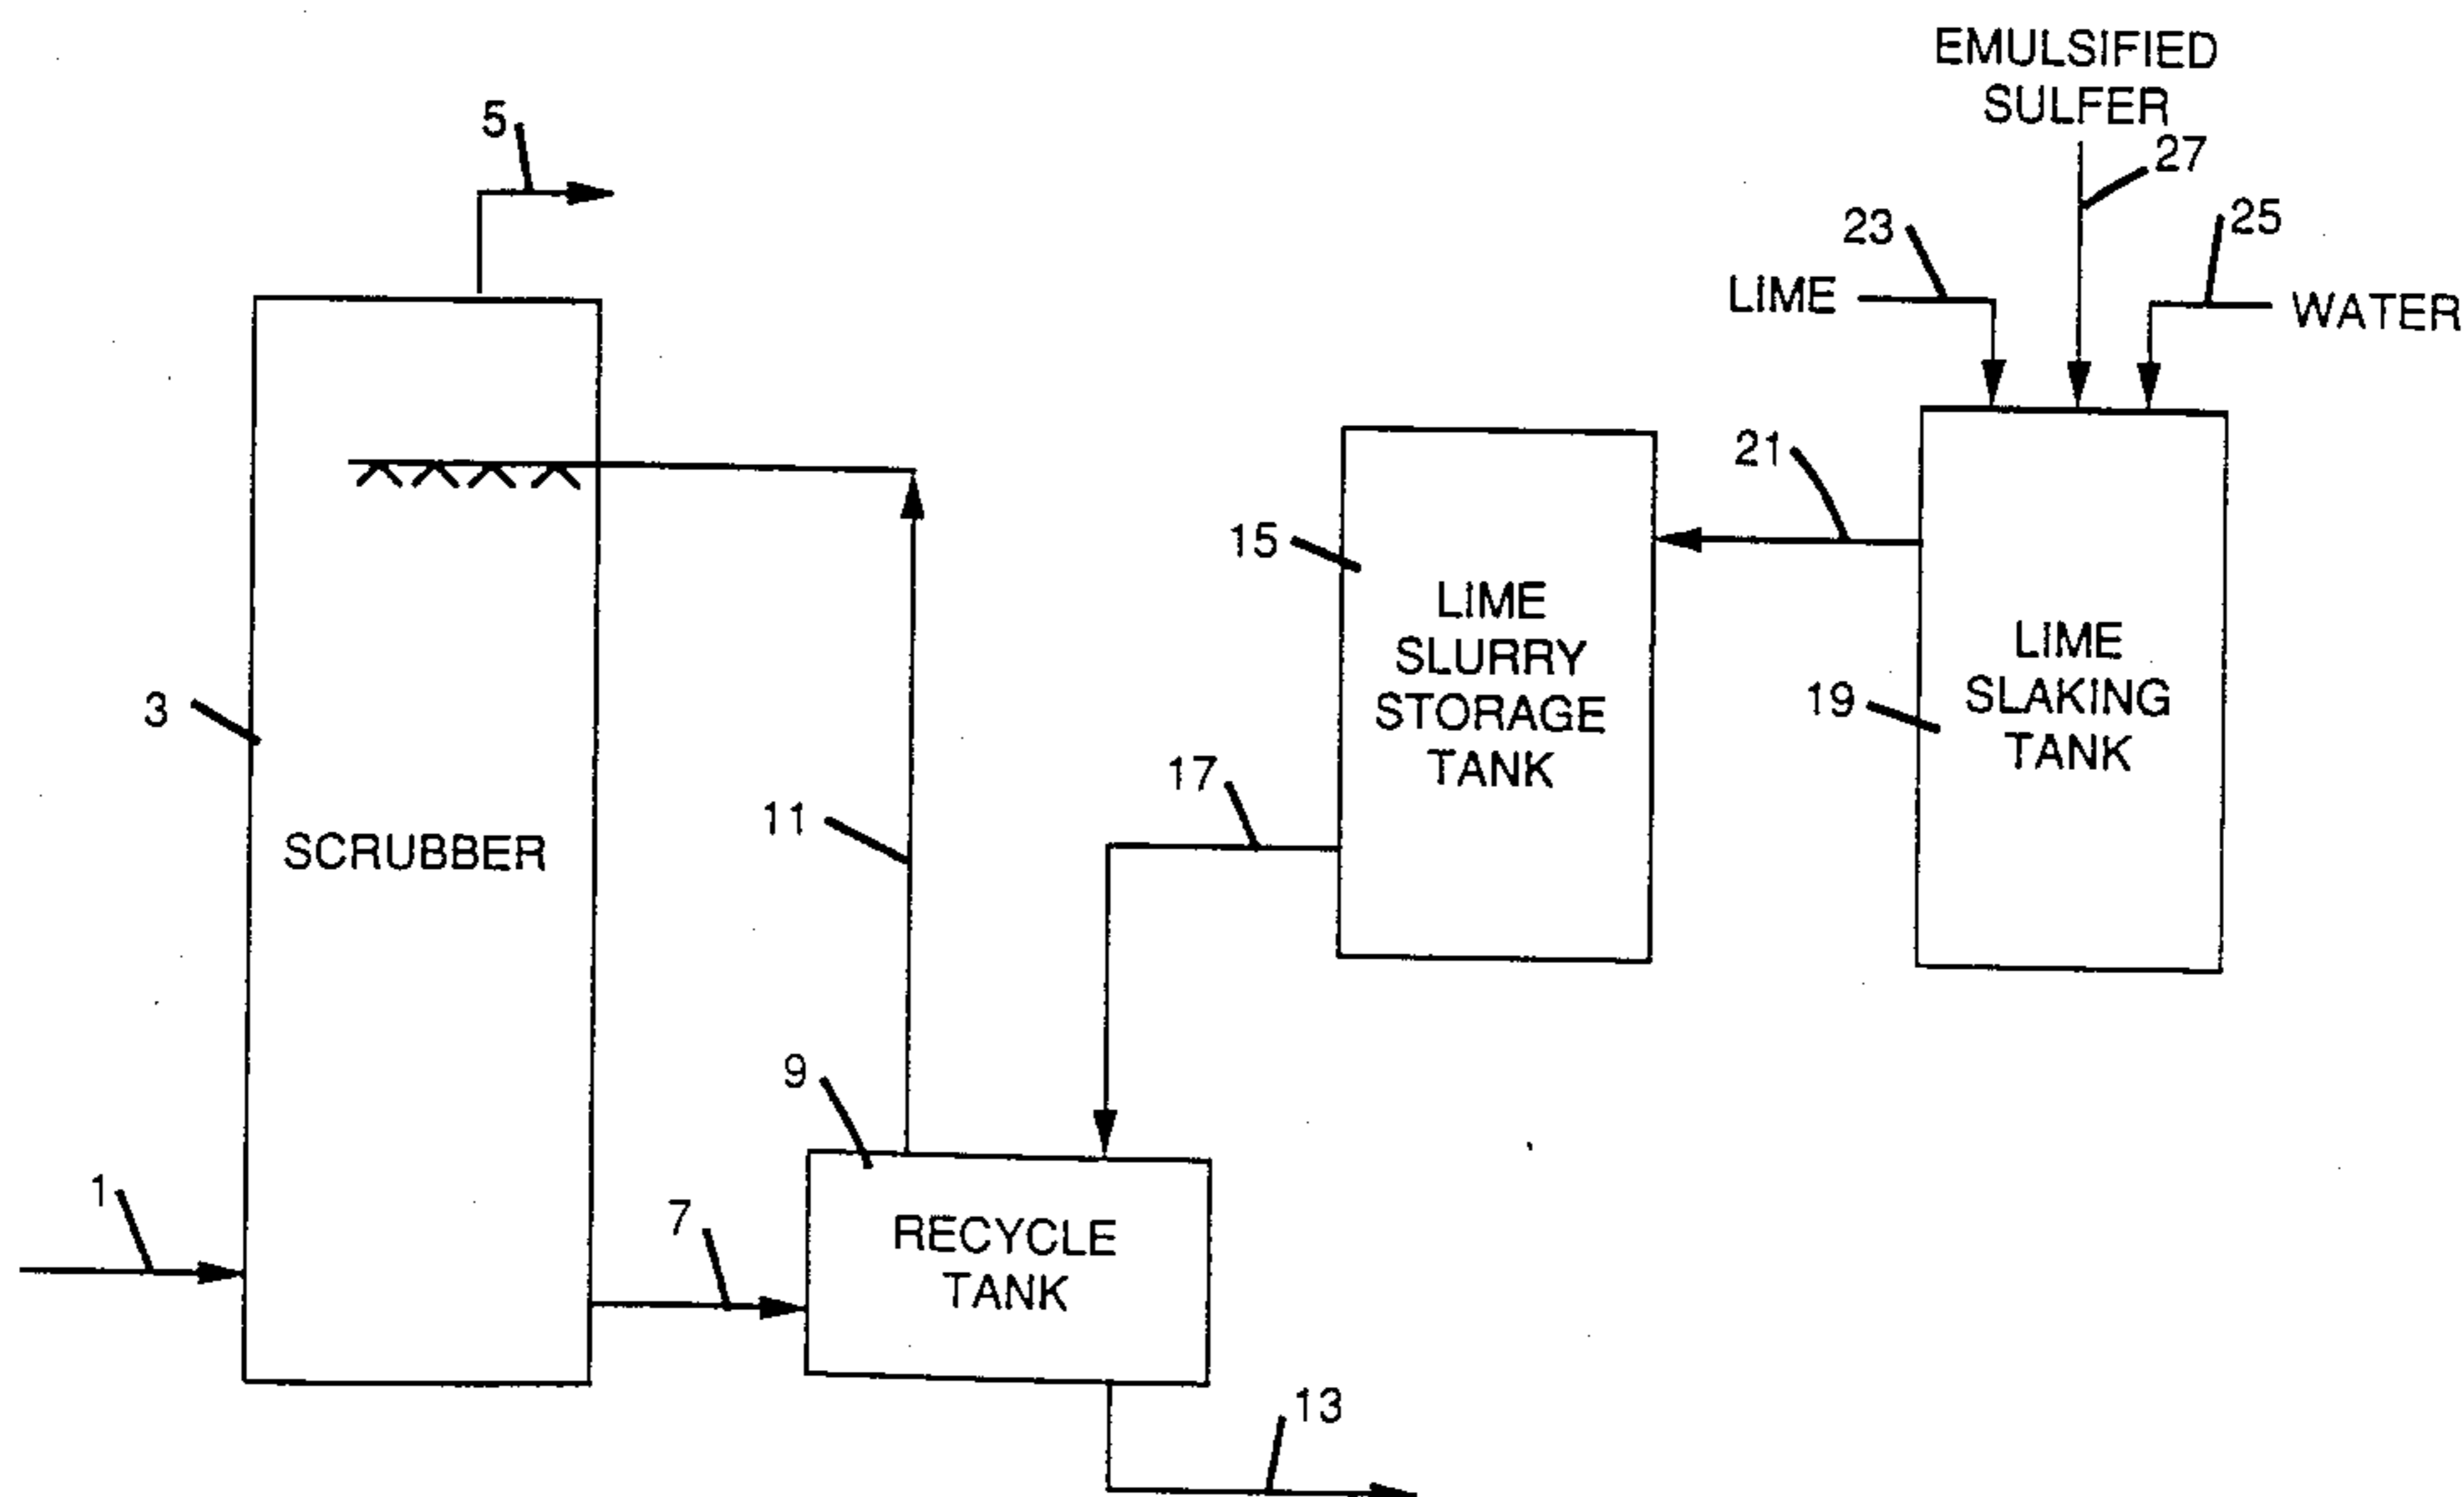 EMULSIFIED
SULFER
5
27
23
25
LIME
WATER
21
15
LIME
SLURRY
STORAGE
TANK
LIME
SLAKING
TANK
19
3
17
11
SCRUBBER
9
1
7
RECYCLE
TANK
13